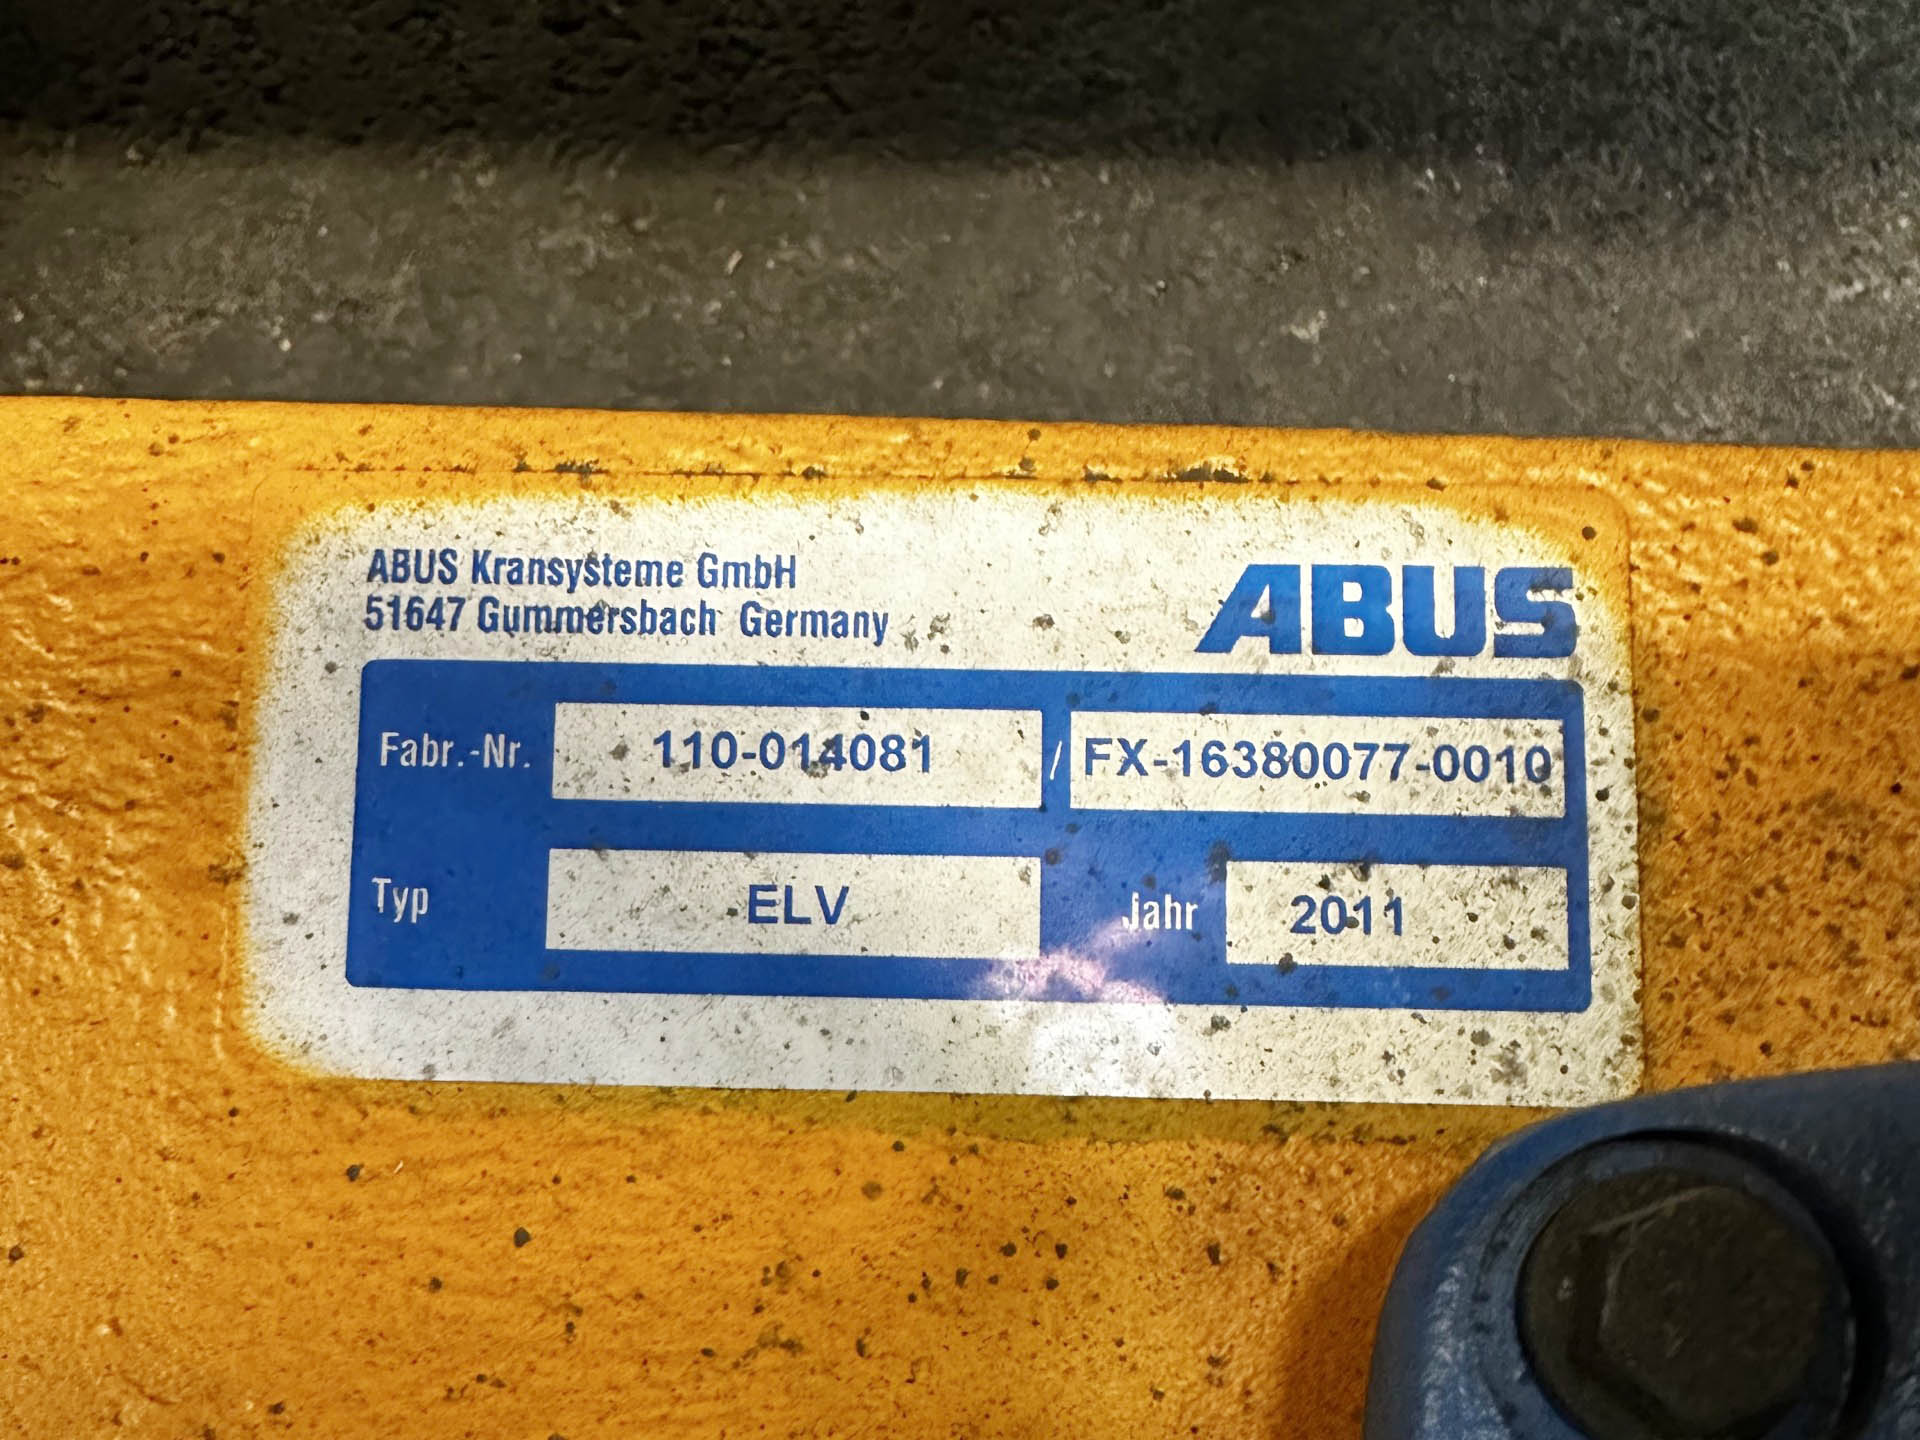 ABUS Kransysteme GmbH
51647 Gummersbach Germany
ABUS
Fabr.-Nr. 110-014081 / FX-16380077-0010
Typ ELV Jahr 2011